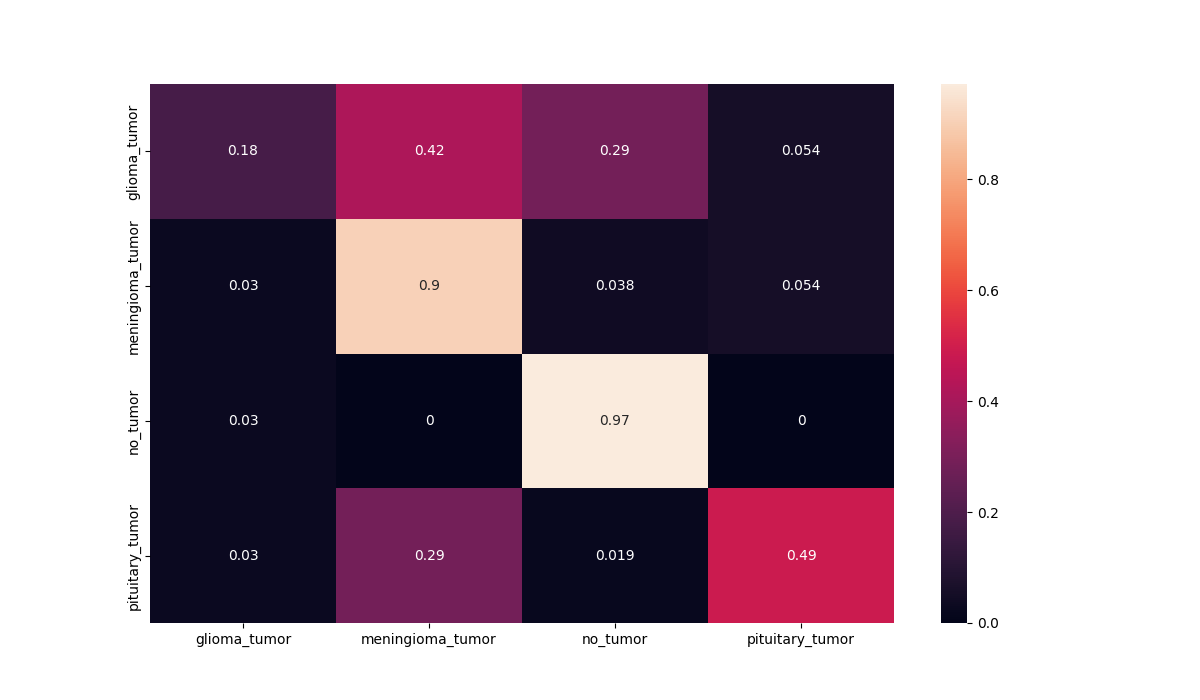 glioma_tumor 0.18 0.42 0.29 0.054
meningioma_tumor 0.03 0.9 0.038 0.054
no_tumor 0.03 0 0.97 0
pituitary_tumor 0.03 0.29 0.019 0.49
glioma_tumor meningioma_tumor no_tumor pituitary_tumor
0.8
0.6
0.4
0.2
0.0